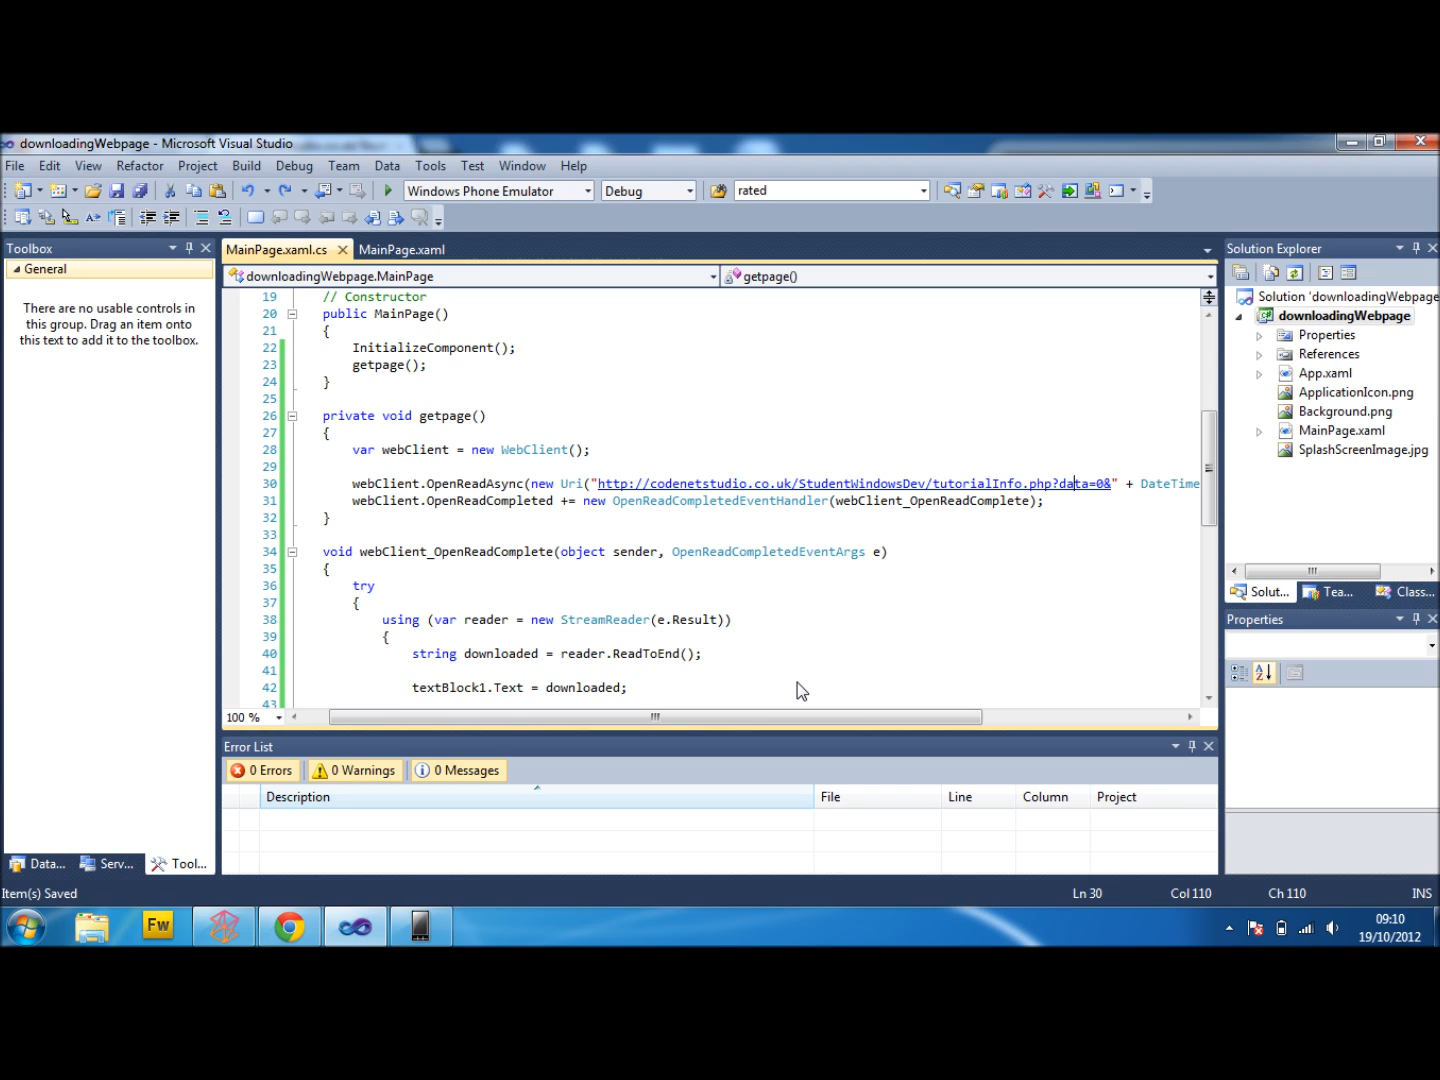 downloadingWebpage - Microsoft Visual Studio
File Edit View Refactor Project Build Debug Team Data Tools Test Window Help
Windows Phone Emulator Debug rated
Toolbox
MainPage.xaml.cs MainPage.xaml
Solution Explorer
General
downloadingWebpage.MainPage getpage()
There are no usable controls in
this group. Drag an item onto
this text to add it to the toolbox.
19 // Constructor
20 public MainPage()
21 {
22 InitializeComponent();
23 getpage();
24 }
25
26 private void getpage()
27 {
28 var webClient = new WebClient();
29
30 webClient.OpenReadAsync(new Uri("http://codenetstudio.co.uk/StudentWindowsDev/tutorialInfo.php?data=0&" + DateTime
31 webClient.OpenReadCompleted += new OpenReadCompletedEventHandler(webClient_OpenReadComplete);
32 }
33
34 void webClient_OpenReadComplete(object sender, OpenReadCompletedEventArgs e)
35 {
36 try
37 {
38 using (var reader = new StreamReader(e.Result))
39 {
40 string downloaded = reader.ReadToEnd();
41
42 textBlock1.Text = downloaded;
43
100 %
Solution 'downloadingWebpage
downloadingWebpage
Properties
References
App.xaml
ApplicationIcon.png
Background.png
MainPage.xaml
SplashScreenImage.jpg
Solut... Tea... Class...
Properties
Error List
0 Errors 0 Warnings 0 Messages
Description File Line Column Project
Data... Serv... Tool...
Item(s) Saved Ln 30 Col 110 Ch 110 INS
Fw
09:10
19/10/2012